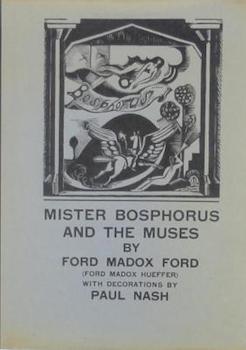 Bosphorus
MISTER BOSPHORUS
AND THE MUSES
BY
FORD MADOX FORD
(FORD MADOX HUEFFER)
WITH DECORATIONS BY
PAUL NASH